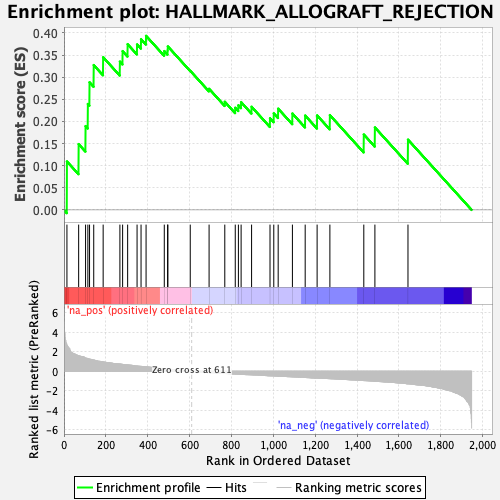 Enrichment plot: HALLMARK_ALLOGRAFT_REJECTION
Enrichment score (ES)
0.40
0.35
0.30
0.25
0.20
0.15
0.10
0.05
0.00
'na_pos' (positively correlated)
Ranked list metric (PreRanked)
6
4
2
0
-2
-4
-6
Zero cross at 611
'na_neg' (negatively correlated)
0 200 400 600 800 1,000 1,200 1,400 1,600 1,800 2,000
Rank in Ordered Dataset
Enrichment profile Hits Ranking metric scores